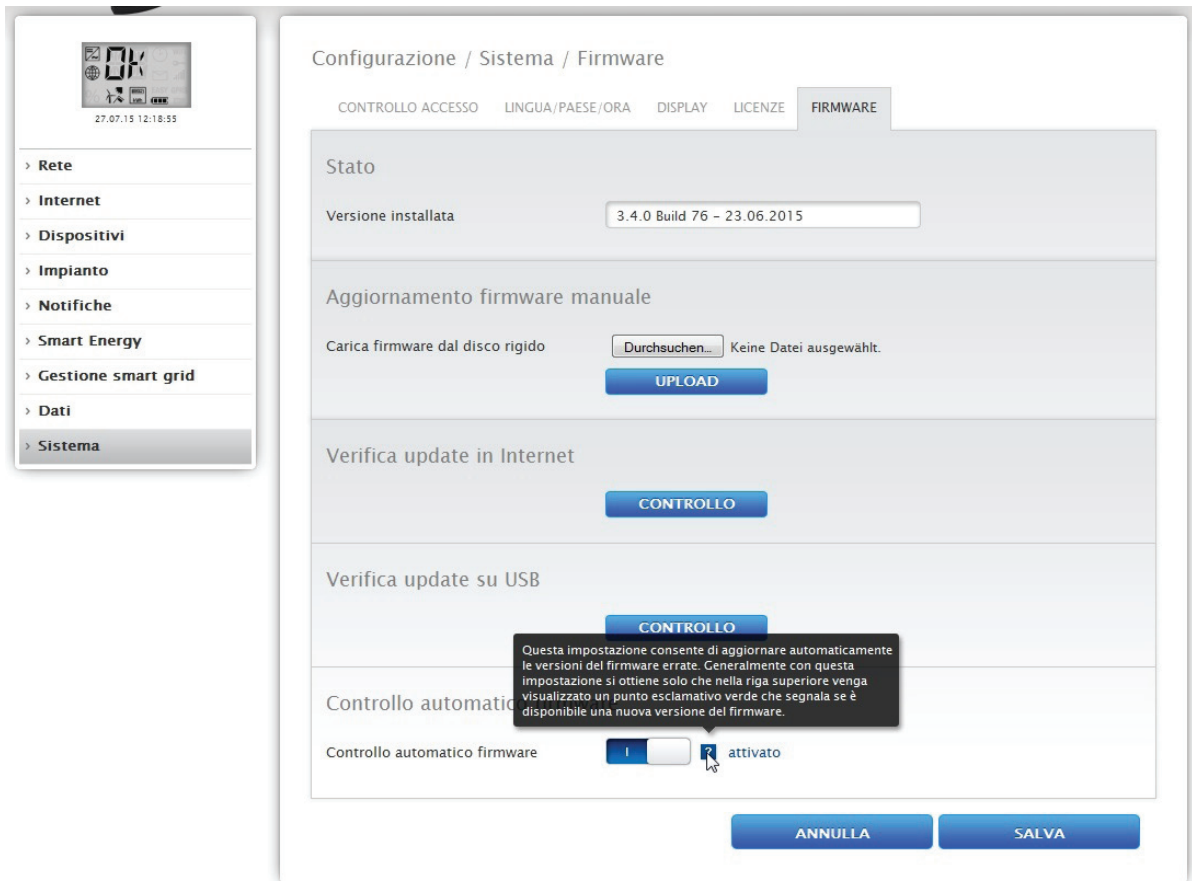 OK
27.07.15 12:18:55
› Rete
› Internet
› Dispositivi
› Impianto
› Notifiche
› Smart Energy
› Gestione smart grid
› Dati
› Sistema
Configurazione / Sistema / Firmware
CONTROLLO ACCESSO LINGUA/PAESE/ORA DISPLAY LICENZE FIRMWARE
Stato
Versione installata 3.4.0 Build 76 – 23.06.2015
Aggiornamento firmware manuale
Carica firmware dal disco rigido Durchsuchen... Keine Datei ausgewählt.
UPLOAD
Verifica update in Internet
CONTROLLO
Verifica update su USB
CONTROLLO
Questa impostazione consente di aggiornare automaticamente
le versioni del firmware errate. Generalmente con questa
impostazione si ottiene solo che nella riga superiore venga
visualizzato un punto esclamativo verde che segnala se è
disponibile una nuova versione del firmware.
Controllo automatico firmware
Controllo automatico firmware I ? attivato
ANNULLA SALVA